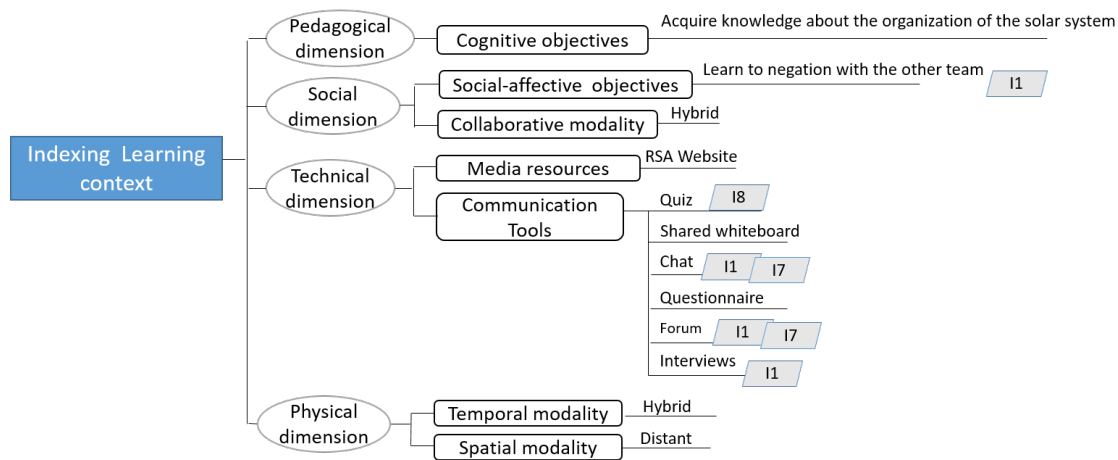 Indexing Learning
context
Pedagogical
dimension
Cognitive objectives
Acquire knowledge about the organization of the solar system
Social
dimension
Social-affective objectives
Learn to negation with the other team
I1
Collaborative modality
Hybrid
Technical
dimension
Media resources
RSA Website
Communication
Tools
Quiz
I8
Shared whiteboard
Chat
I1
I7
Questionnaire
Forum
I1
I7
Interviews
I1
Physical
dimension
Temporal modality
Hybrid
Spatial modality
Distant